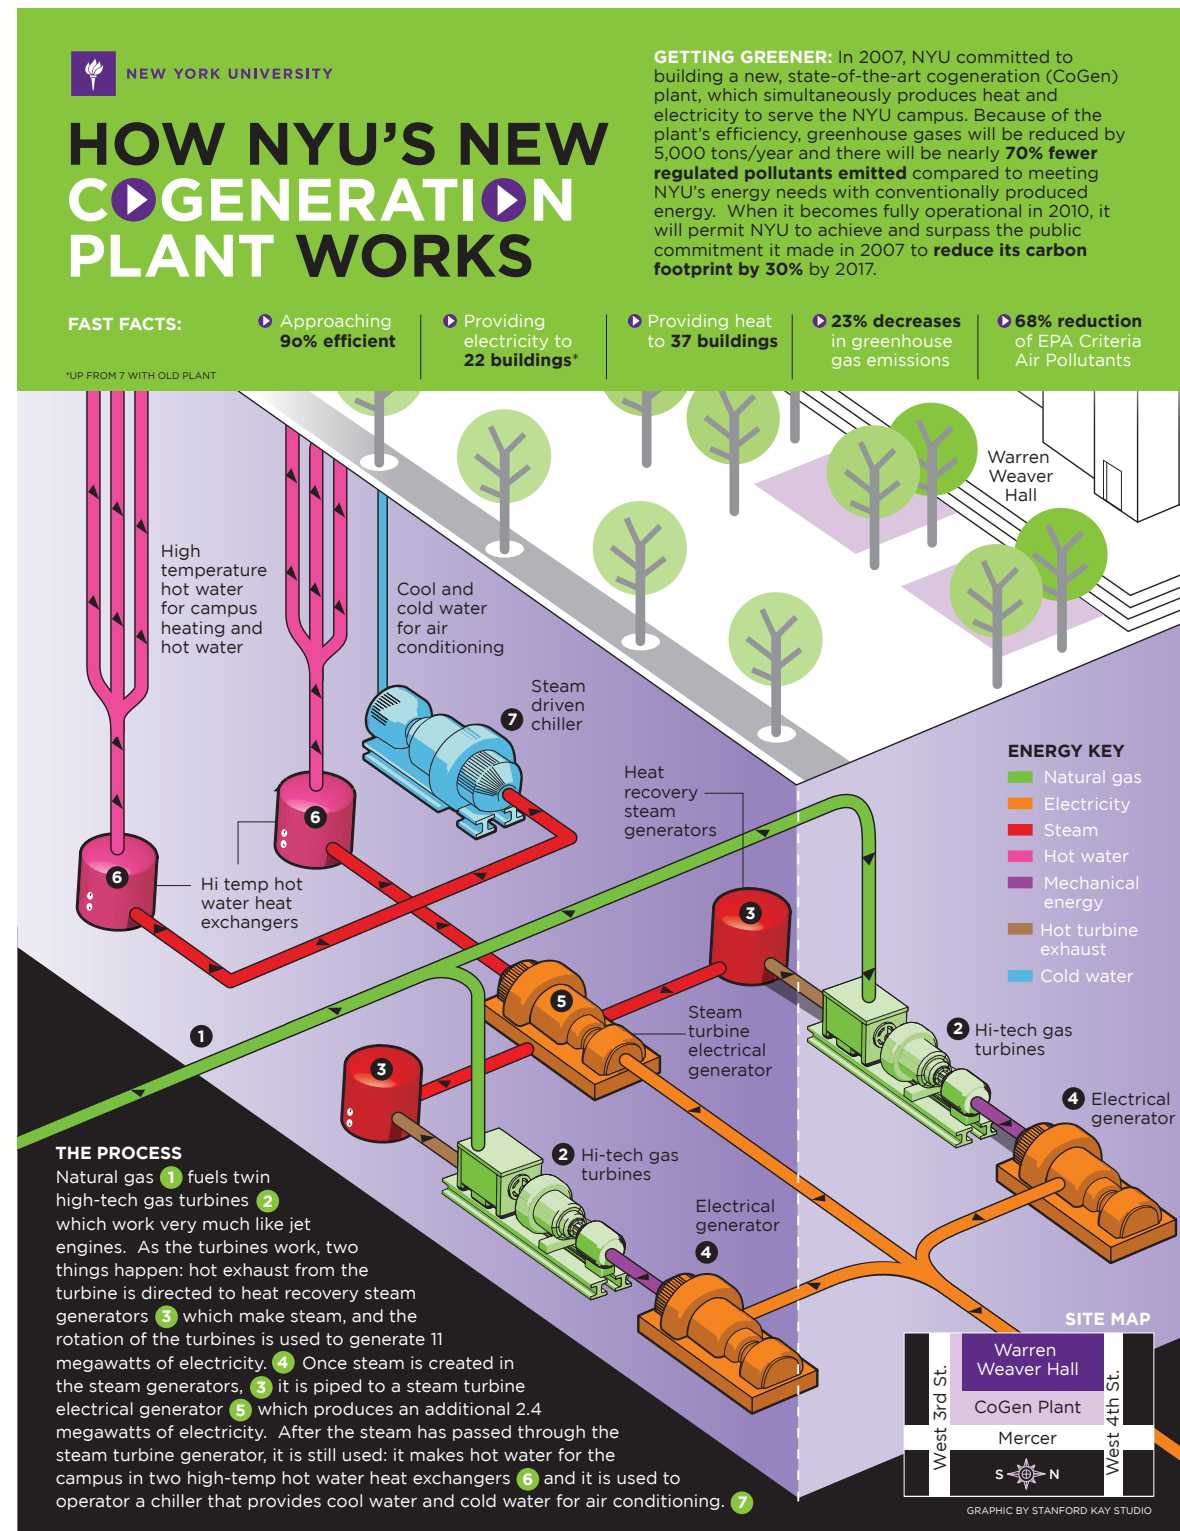 NEW YORK UNIVERSITY
HOW NYU'S NEW
COGENERATION
PLANT WORKS
GETTING GREENER: In 2007, NYU committed to
building a new, state-of-the-art cogeneration (CoGen)
plant, which simultaneously produces heat and
electricity to serve the NYU campus. Because of the
plant's efficiency, greenhouse gases will be reduced by
5,000 tons/year and there will be nearly 70% fewer
regulated pollutants emitted compared to meeting
NYU's energy needs with conventionally produced
energy.  When it becomes fully operational in 2010, it
will permit NYU to achieve and surpass the public
commitment it made in 2007 to reduce its carbon
footprint by 30% by 2017.
FAST FACTS:
Approaching
90% efficient
Providing
electricity to
22 buildings*
Providing heat
to 37 buildings
23% decreases
in greenhouse
gas emissions
68% reduction
of EPA Criteria
Air Pollutants
*UP FROM 7 WITH OLD PLANT
Warren
Weaver
Hall
High
temperature
hot water
for campus
heating and
hot water
Cool and
cold water
for air
conditioning
7
Steam
driven
chiller
Heat
recovery
steam
generators
ENERGY KEY
Natural gas
Electricity
Steam
Hot water
Mechanical
energy
Hot turbine
exhaust
Cold water
6
6
Hi temp hot
water heat
exchangers
3
5
Steam
turbine
electrical
generator
1
2 Hi-tech gas
turbines
3
4 Electrical
generator
2 Hi-tech gas
turbines
Electrical
generator
4
THE PROCESS
Natural gas 1 fuels twin
high-tech gas turbines 2
which work very much like jet
engines.  As the turbines work, two
things happen: hot exhaust from the
turbine is directed to heat recovery steam
generators 3 which make steam, and the
rotation of the turbines is used to generate 11
megawatts of electricity. 4 Once steam is created in
the steam generators, 3 it is piped to a steam turbine
electrical generator 5 which produces an additional 2.4
megawatts of electricity.  After the steam has passed through the
steam turbine generator, it is still used: it makes hot water for the
campus in two high-temp hot water heat exchangers 6 and it is used to
operator a chiller that provides cool water and cold water for air conditioning. 7
SITE MAP
Warren
Weaver Hall
CoGen Plant
Mercer
West 3rd St.
West 4th St.
S N
GRAPHIC BY STANFORD KAY STUDIO